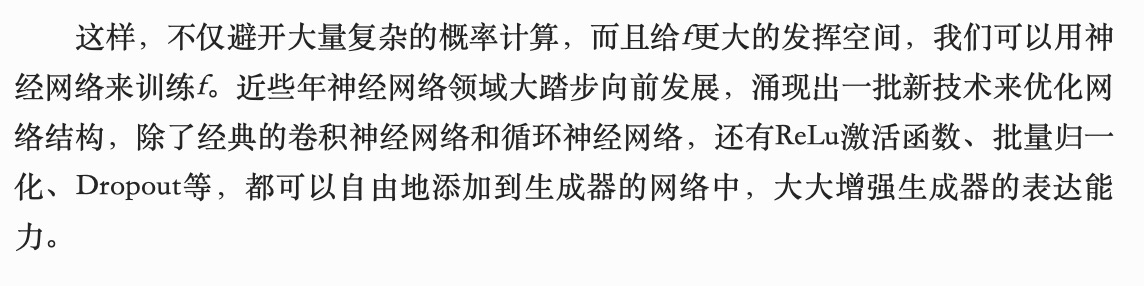 这样，不仅避开大量复杂的概率计算，而且给f更大的发挥空间，我们可以用神
经网络来训练f。近些年神经网络领域大踏步向前发展，涌现出一批新技术来优化网
络结构，除了经典的卷积神经网络和循环神经网络，还有ReLu激活函数、批量归一
化、Dropout等，都可以自由地添加到生成器的网络中，大大增强生成器的表达能
力。